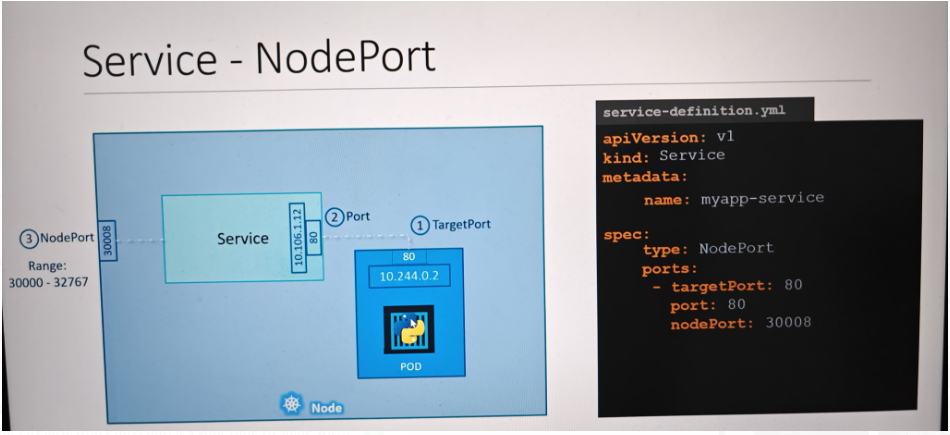 Service - NodePort
service-definition.yml
apiVersion: v1
kind: Service
metadata:
name: myapp-service
spec:
type: NodePort
ports:
- targetPort: 80
port: 80
nodePort: 30008
3 NodePort
Range:
30000 - 32767
30008
Service
10.106.1.12
80
2 Port
1 TargetPort
80
10.244.0.2
POD
Node